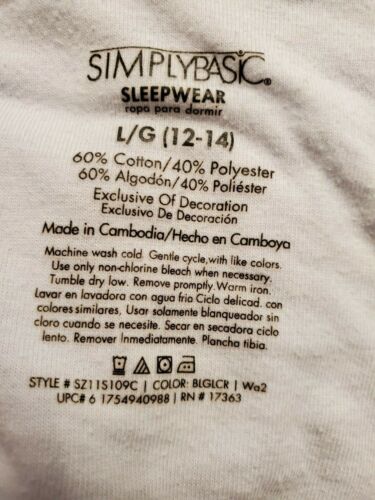 SIMPLYBASIC®
SLEEPWEAR
ropa para dormir
L/G (12-14)
60% Cotton/40% Polyester
60% Algodón/40% Poliéster
Exclusive Of Decoration
Exclusivo De Decoración
Made in Cambodia/Hecho en Camboya
Machine wash cold. Gentle cycle,with like colors.
Use only non-chlorine bleach when necessary.
Tumble dry low. Remove promptly.Warm iron.
Lavar en lavadora con agua frio Ciclo delicad. con
colores similares, Usar solamente blanqueador sin
cloro cuando se necesite. Secar en secadora ciclo
lento. Remover Inmediatamente. Plancha tibia.
STYLE # SZ11S109C | COLOR: BLGLCR | Wa2
UPC# 6 1754940988 | RN # 17363